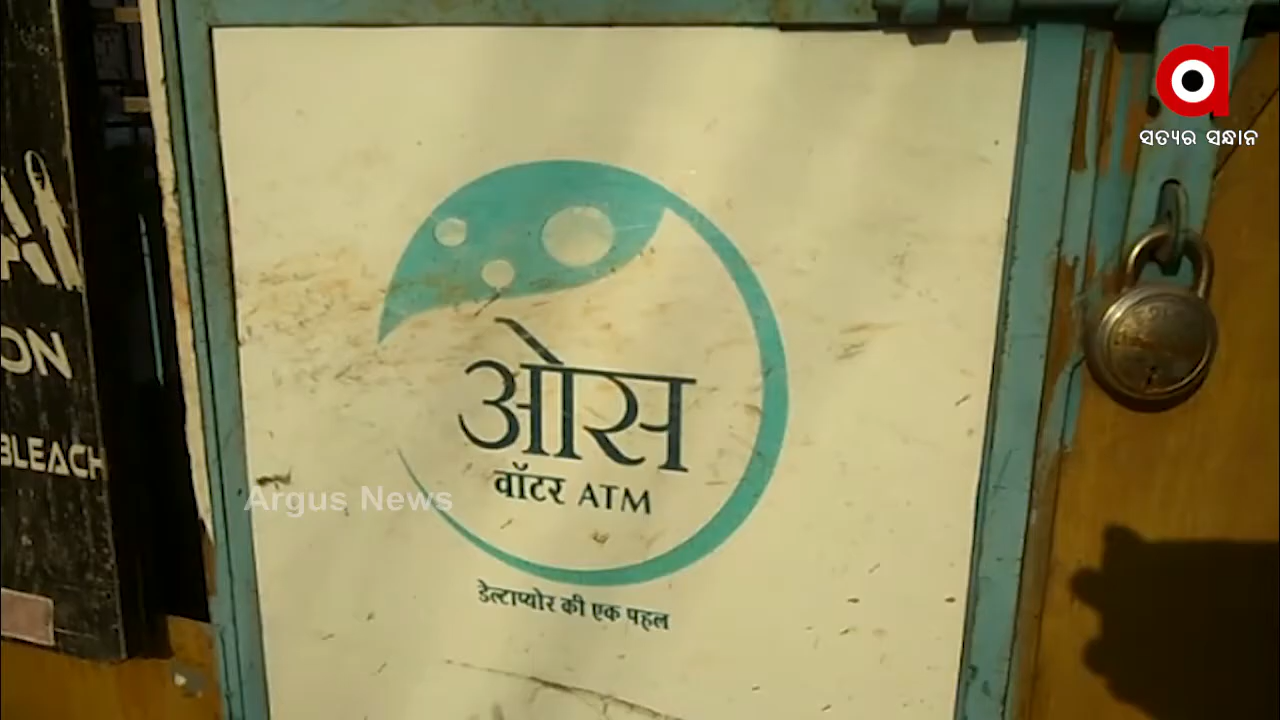 ସତ୍ୟର ସନ୍ଧାନ
ON
BLEACH
ओस
वॉटर ATM
Argus News
डेल्टाप्योर की एक पहल